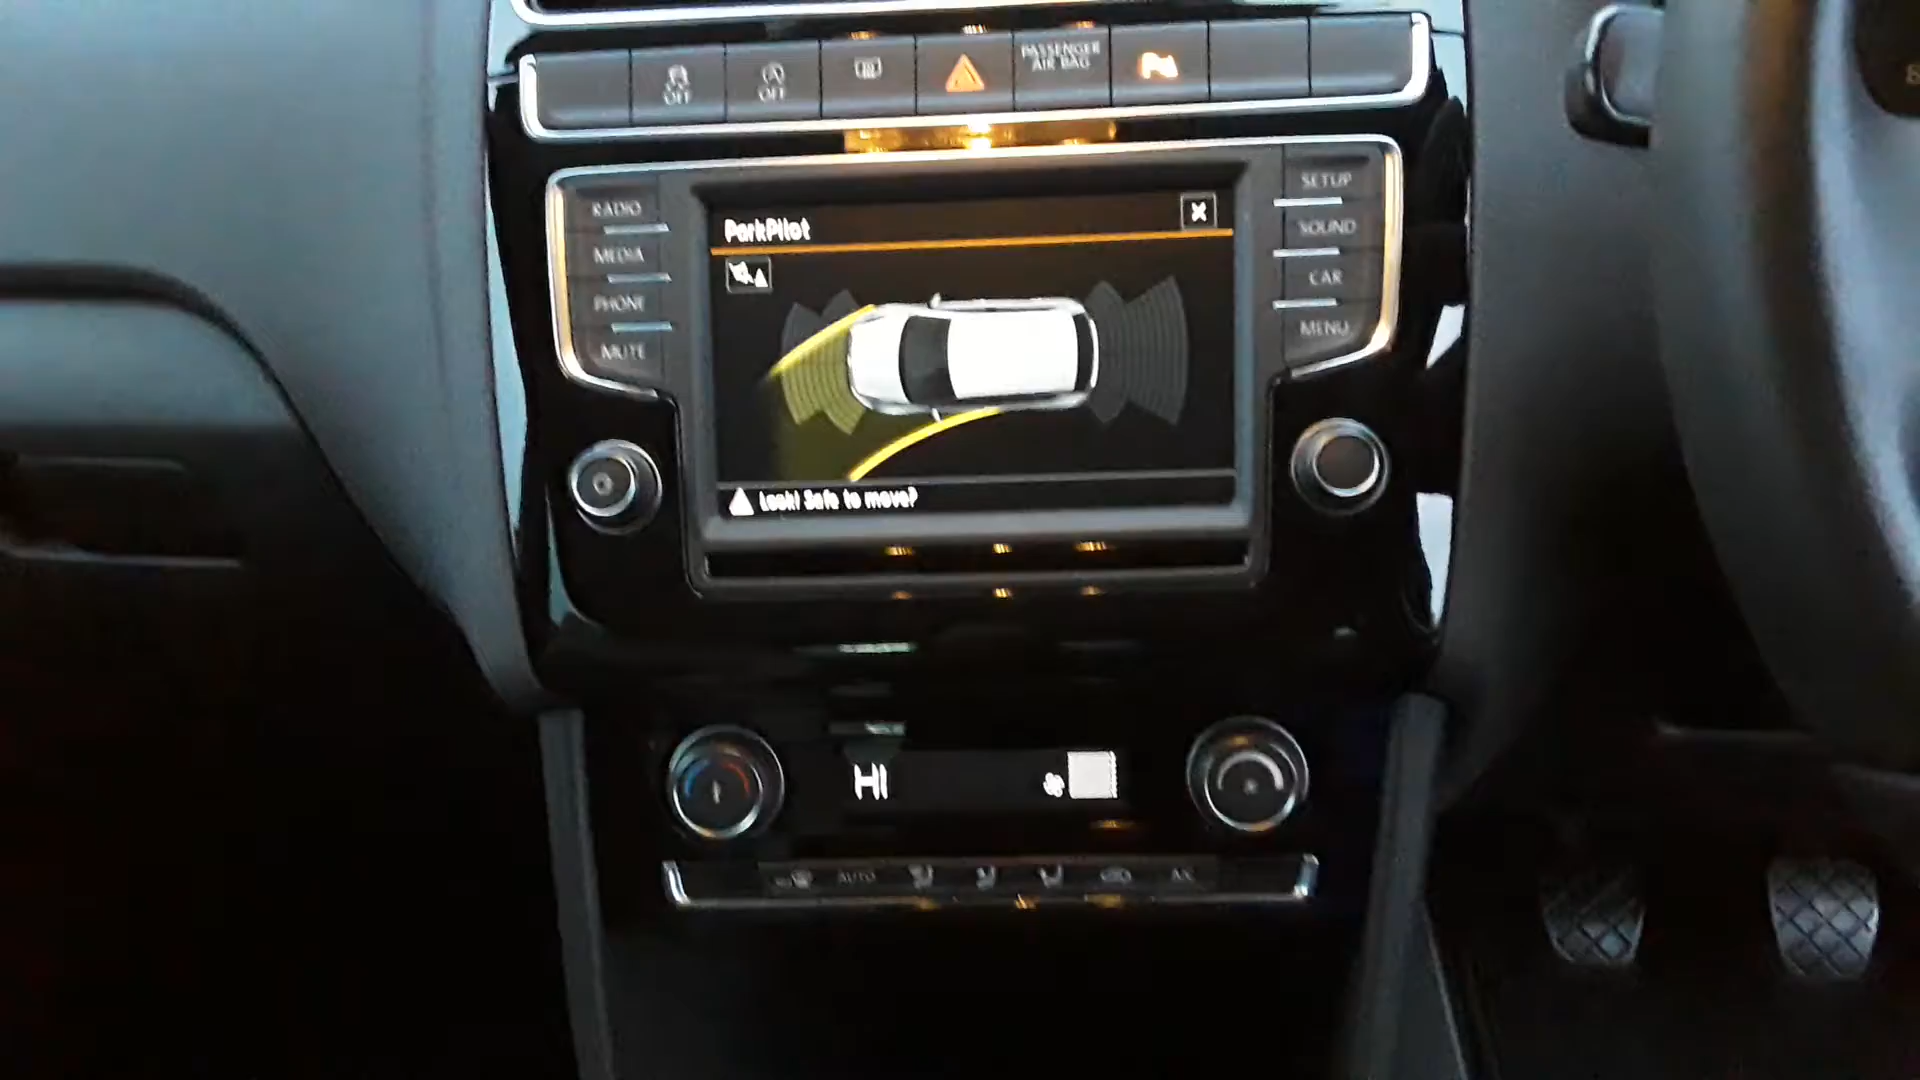 OFF
OFF
PASSENGER
AIR BAG
RADIO
MEDIA
PHONE
MUTE
SETUP
SOUND
CAR
MENU
ParkPilot
Look! Safe to move?
HI
AUTO
A/C